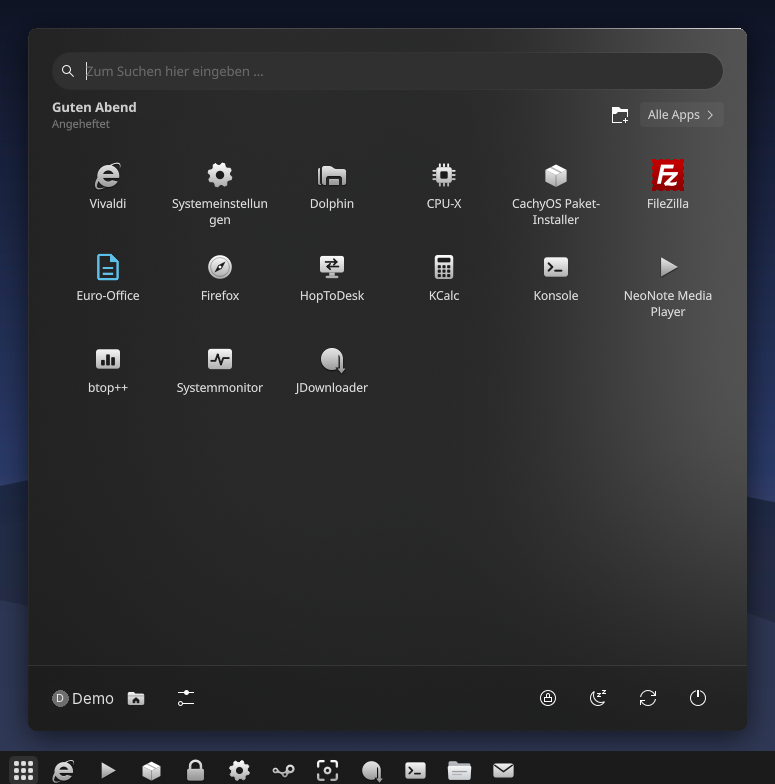 Zum Suchen hier eingeben ...
Guten Abend
Angeheftet
Alle Apps
Vivaldi
Systemeinstellun
gen
Dolphin
CPU-X
CachyOS Paket-
Installer
FileZilla
Euro-Office
Firefox
HopToDesk
KCalc
Konsole
NeoNote Media
Player
btop++
Systemmonitor
JDownloader
D Demo